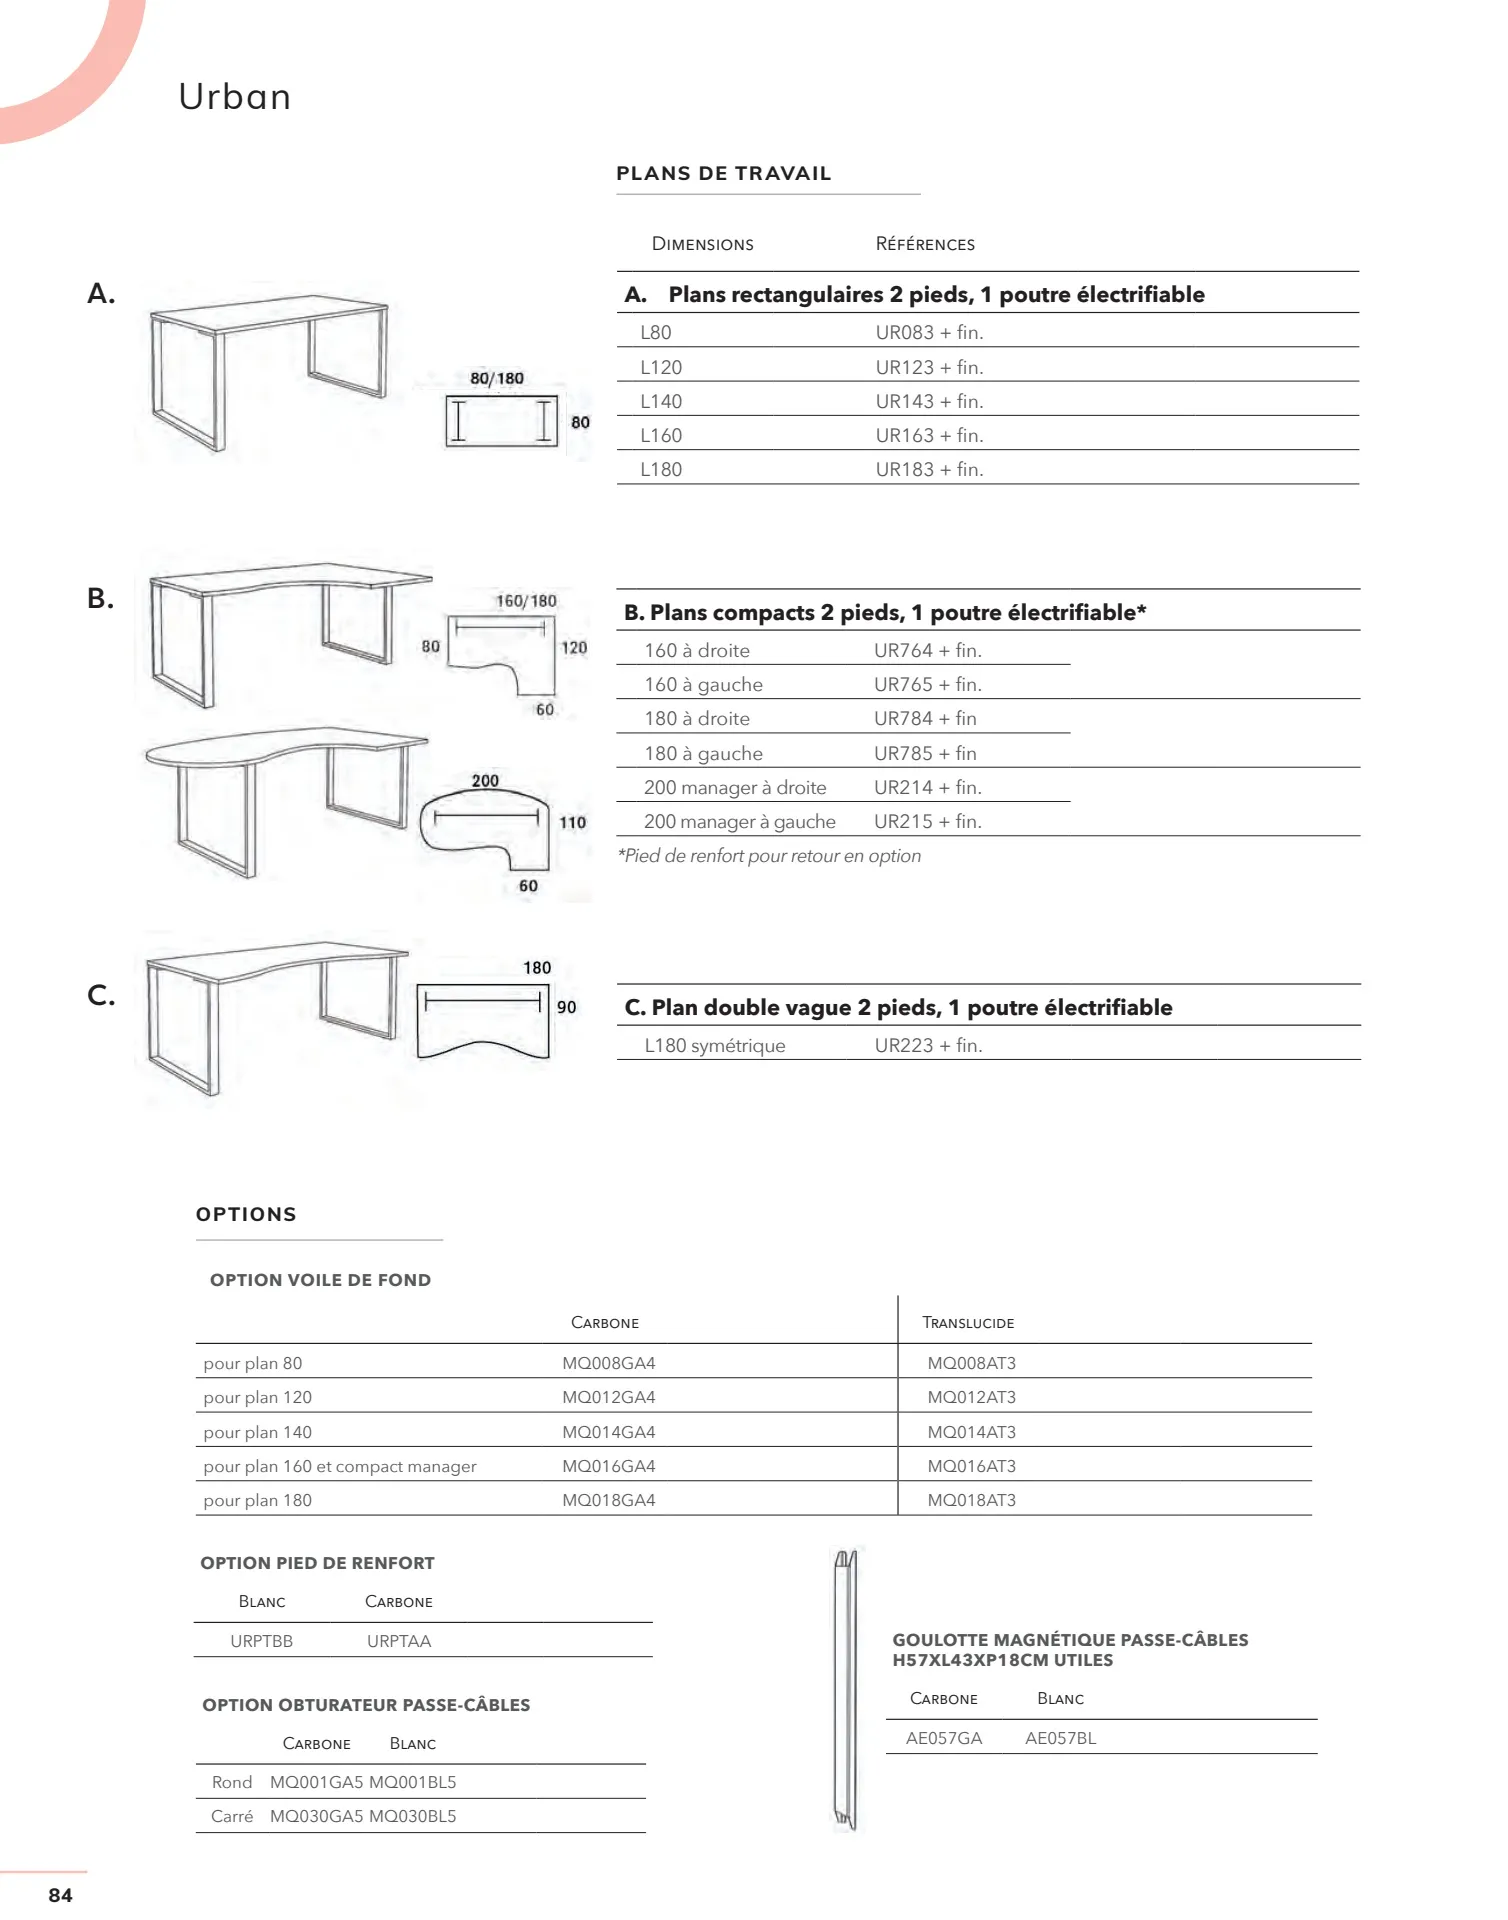 Urban
PLANS DE TRAVAIL
DIMENSIONS RÉFÉRENCES
A.
80/180
80
A. Plans rectangulaires 2 pieds, 1 poutre électrifiable
L80 UR083 + fin.
L120 UR123 + fin.
L140 UR143 + fin.
L160 UR163 + fin.
L180 UR183 + fin.
B.
160/180
80
120
60
200
110
60
B. Plans compacts 2 pieds, 1 poutre électrifiable*
160 à droite UR764 + fin.
160 à gauche UR765 + fin.
180 à droite UR784 + fin
180 à gauche UR785 + fin
200 manager à droite UR214 + fin.
200 manager à gauche UR215 + fin.
*Pied de renfort pour retour en option
C.
180
90
C. Plan double vague 2 pieds, 1 poutre électrifiable
L180 symétrique UR223 + fin.
OPTIONS
OPTION VOILE DE FOND
CARBONE TRANSLUCIDE
pour plan 80 MQ008GA4 MQ008AT3
pour plan 120 MQ012GA4 MQ012AT3
pour plan 140 MQ014GA4 MQ014AT3
pour plan 160 et compact manager MQ016GA4 MQ016AT3
pour plan 180 MQ018GA4 MQ018AT3
OPTION PIED DE RENFORT
BLANC CARBONE
URPTBB URPTAA
OPTION OBTURATEUR PASSE-CÂBLES
CARBONE BLANC
Rond MQ001GA5 MQ001BL5
Carré MQ030GA5 MQ030BL5
GOULOTTE MAGNÉTIQUE PASSE-CÂBLES
H57XL43XP18CM UTILES
CARBONE BLANC
AE057GA AE057BL
84